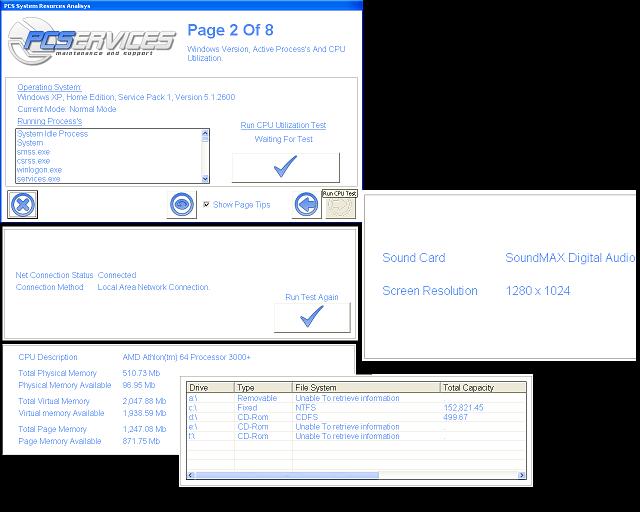 PCS System Resorces Analisys
PCSERVICES
maintenance and support
Page 2 Of 8
Windows Version, Active Process's And CPU
Utilization.
Operating System:
Windows XP, Home Edition, Service Pack 1, Version 5.1.2600
Current Mode: Normal Mode
Running Process's
System Idle Process
System
smss.exe
csrss.exe
winlogon.exe
services.exe
Run CPU Utilization Test
Waiting For Test
Show Page Tips
Run CPU Test
Sound Card SoundMAX Digital Audio
Screen Resolution 1280 x 1024
Net Connection Status Connected
Connection Method Local Area Network Connection.
Run Test Again
CPU Description AMD Athlon(tm) 64 Processor 3000+
Total Physical Memory 510.73 Mb
Physical Memory Available 96.95 Mb
Total Virtual Memory 2,047.88 Mb
Virtual memory Available 1,938.59 Mb
Total Page Memory 1,247.08 Mb
Page Memory Available 871.75 Mb
Drive Type File System Total Capacity
a:\ Removable Unable To retrieve information
c:\ Fixed NTFS 152,821.45
d:\ CD-Rom CDFS 499.67
e:\ CD-Rom Unable To retrieve information
f:\ CD-Rom Unable To retrieve information